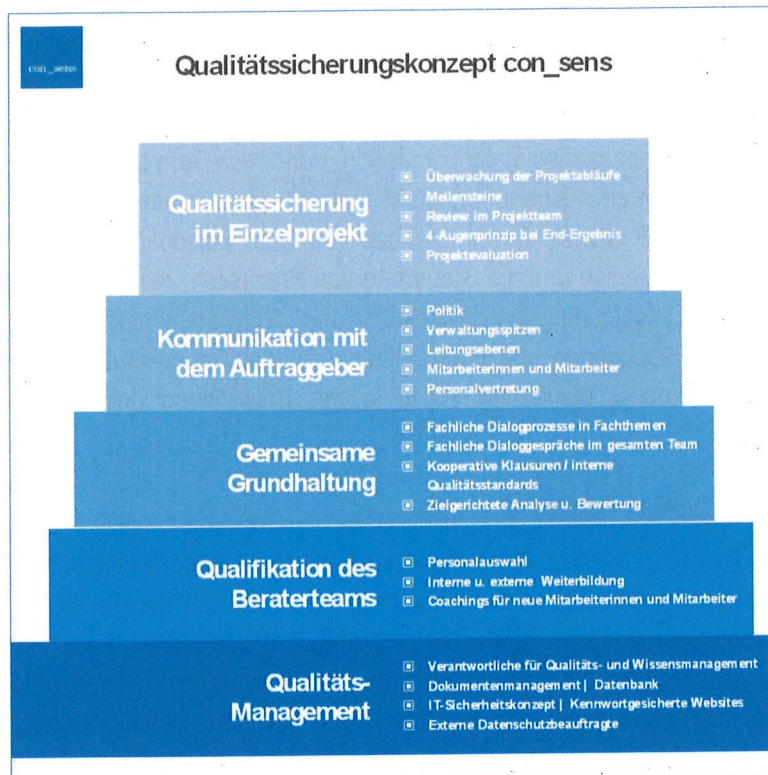 con_sens
Qualitätssicherungskonzept con_sens
Qualitätssicherung
im Einzelprojekt
Überwachung der Projektabläufe
Meilensteine
Review im Projektteam
4-Augenprinzip bei End-Ergebnis
Projektevaluation
Kommunikation mit
dem Auftraggeber
Politik
Verwaltungsspitzen
Leitungsebenen
Mitarbeiterinnen und Mitarbeiter
Personalvertretung
Gemeinsame
Grundhaltung
Fachliche Dialogprozesse in Fachthemen
Fachliche Dialoggespräche im gesamten Team
Kooperative Klausuren / interne
Qualitätsstandards
Zielgerichtete Analyse u. Bewertung
Qualifikation des
Beraterteams
Personalauswahl
Interne u. externe Weiterbildung
Coachings für neue Mitarbeiterinnen und Mitarbeiter
Qualitäts-
Management
Verantwortliche für Qualitäts- und Wissensmanagement
Dokumentenmanagement | Datenbank
IT-Sicherheitskonzept | Kennwortgesicherte Websites
Externe Datenschutzbeauftragte